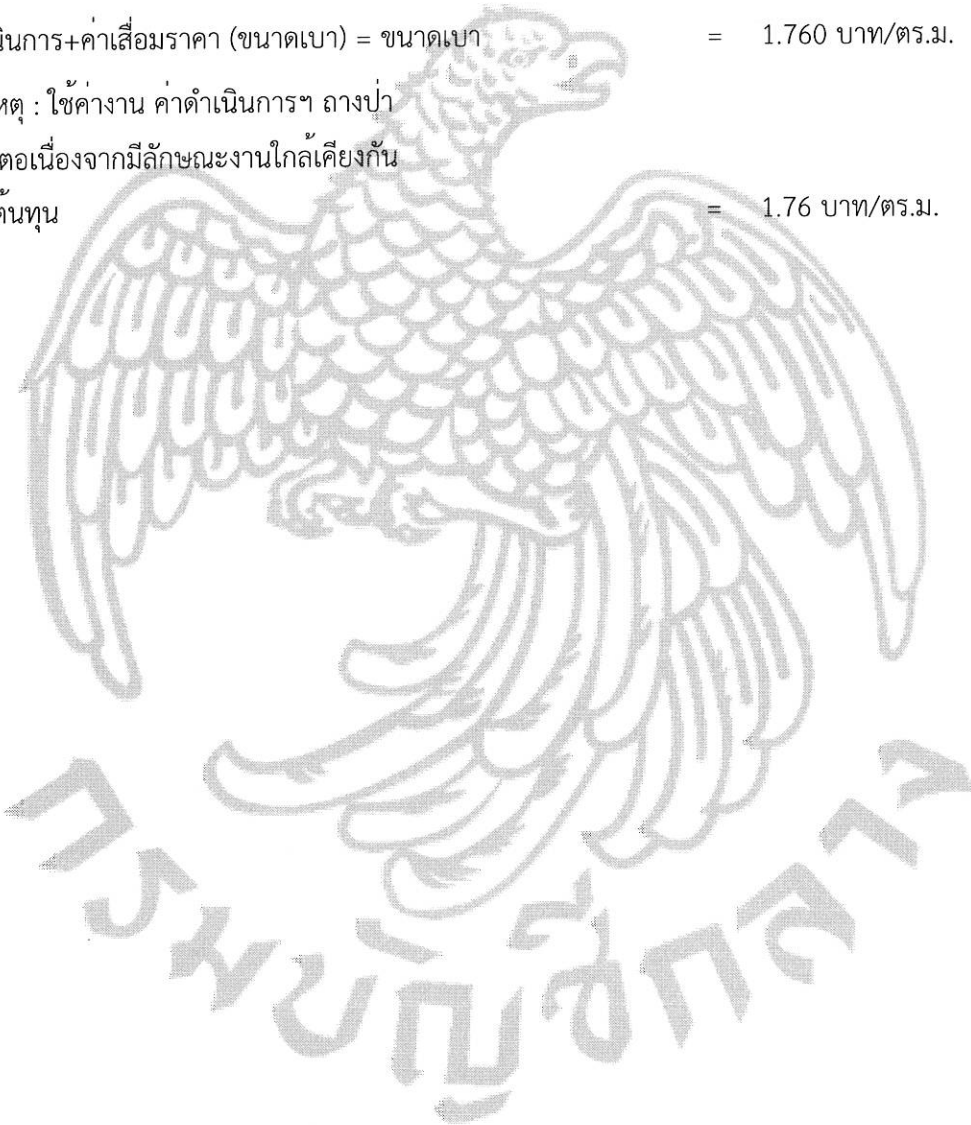 นินการ+ค่าเสื่อมราคา (ขนาดเบา) = ขนาดเบา = 1.760 บาท/ตร.ม.
หตุ : ใช้ค่างาน ค่าดำเนินการฯ ถางป่า
ตอเนื่องจากมีลักษณะงานใกล้เคียงกัน
ต้นทุน = 1.76 บาท/ตร.ม.
กรมบัญชีกลาง